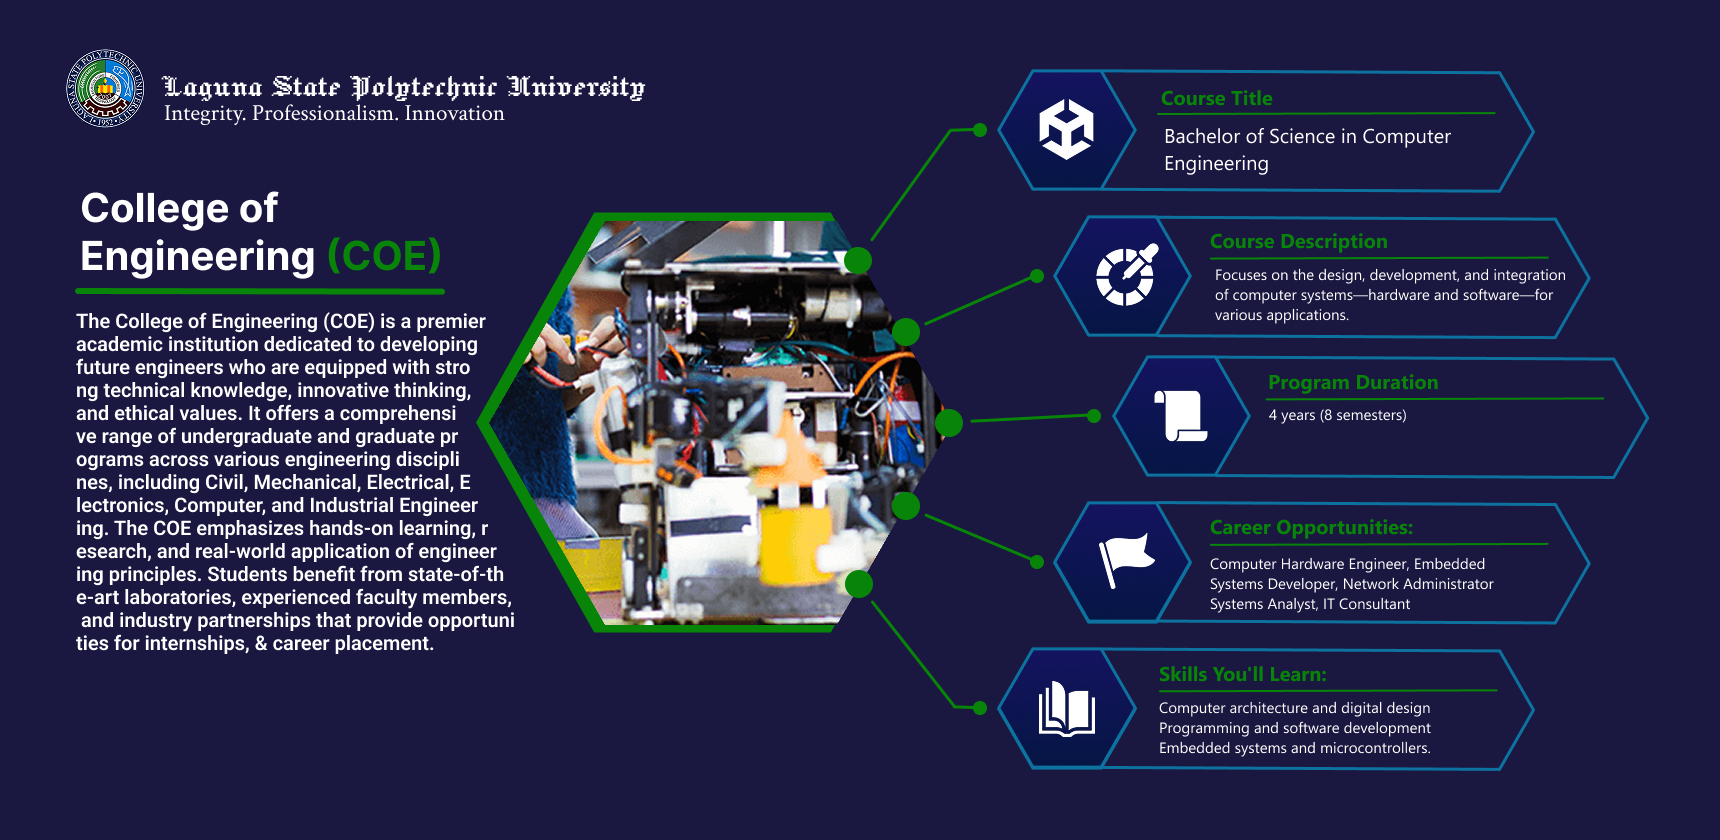 LAGUNA STATE POLYTECHNIC UNIVERSITY
1952
Laguna State Polytechnic University
Integrity. Professionalism. Innovation
College of
Engineering (COE)
The College of Engineering (COE) is a premier
academic institution dedicated to developing
future engineers who are equipped with stro
ng technical knowledge, innovative thinking,
and ethical values. It offers a comprehensi
ve range of undergraduate and graduate pr
ograms across various engineering discipli
nes, including Civil, Mechanical, Electrical, E
lectronics, Computer, and Industrial Engineer
ing. The COE emphasizes hands-on learning, r
esearch, and real-world application of engineer
ing principles. Students benefit from state-of-th
e-art laboratories, experienced faculty members,
and industry partnerships that provide opportuni
ties for internships, & career placement.
Course Title
Bachelor of Science in Computer
Engineering
Course Description
Focuses on the design, development, and integration
of computer systems—hardware and software—for
various applications.
Program Duration
4 years (8 semesters)
Career Opportunities:
Computer Hardware Engineer, Embedded
Systems Developer, Network Administrator
Systems Analyst, IT Consultant
Skills You'll Learn:
Computer architecture and digital design
Programming and software development
Embedded systems and microcontrollers.